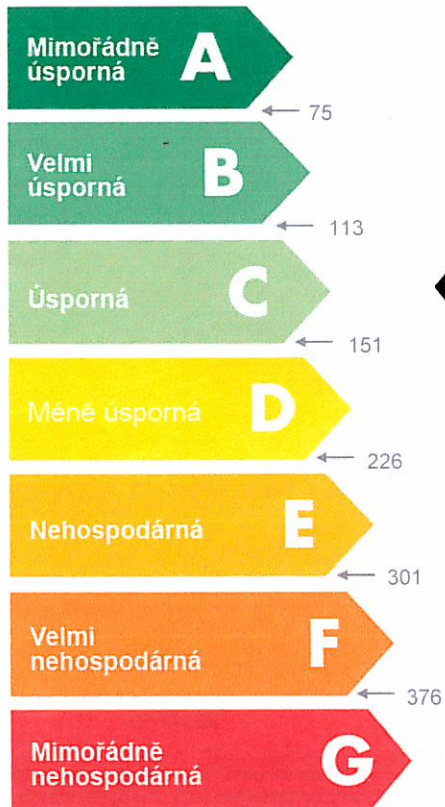 Mimořádně
úsporná
A
← 75
Velmi
úsporná
B
← 113
Úsporná
C
← 151
Méně úsporná
D
← 226
Nehospodárná
E
← 301
Velmi
nehospodárná
F
← 376
Mimořádně
nehospodárná
G